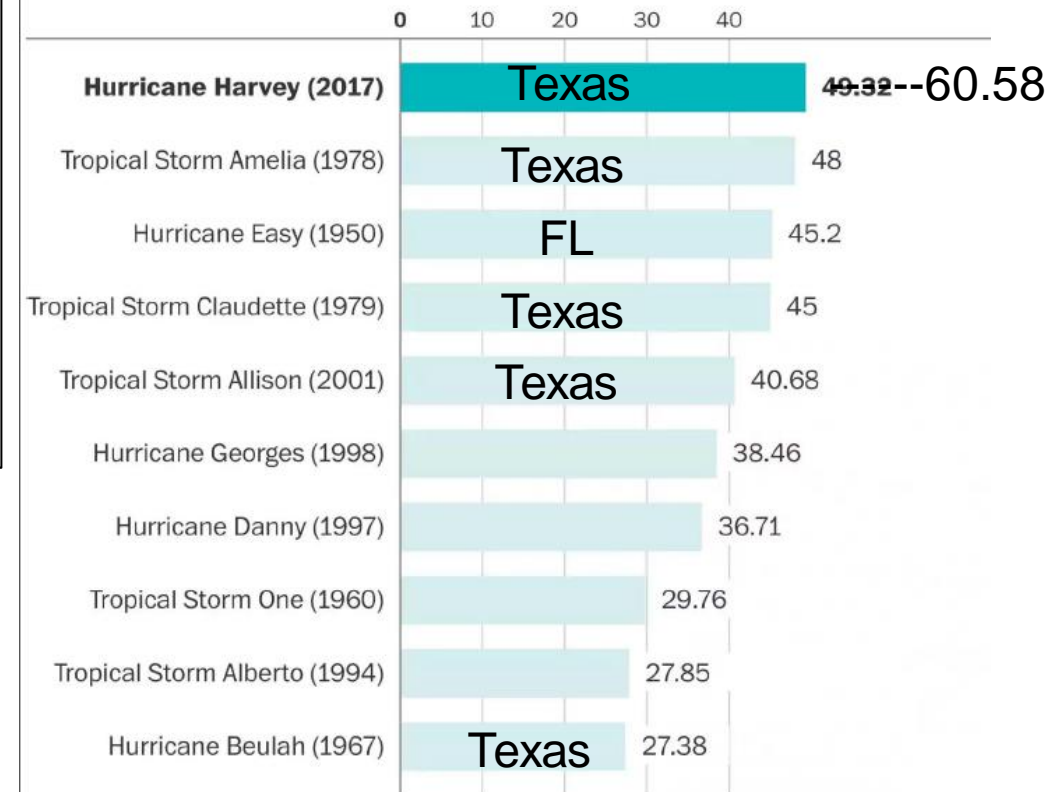 0 10 20 30 40
Hurricane Harvey (2017) Texas 49.32--60.58
Tropical Storm Amelia (1978) Texas 48
Hurricane Easy (1950) FL 45.2
Tropical Storm Claudette (1979) Texas 45
Tropical Storm Allison (2001) Texas 40.68
Hurricane Georges (1998) 38.46
Hurricane Danny (1997) 36.71
Tropical Storm One (1960) 29.76
Tropical Storm Alberto (1994) 27.85
Hurricane Beulah (1967) Texas 27.38